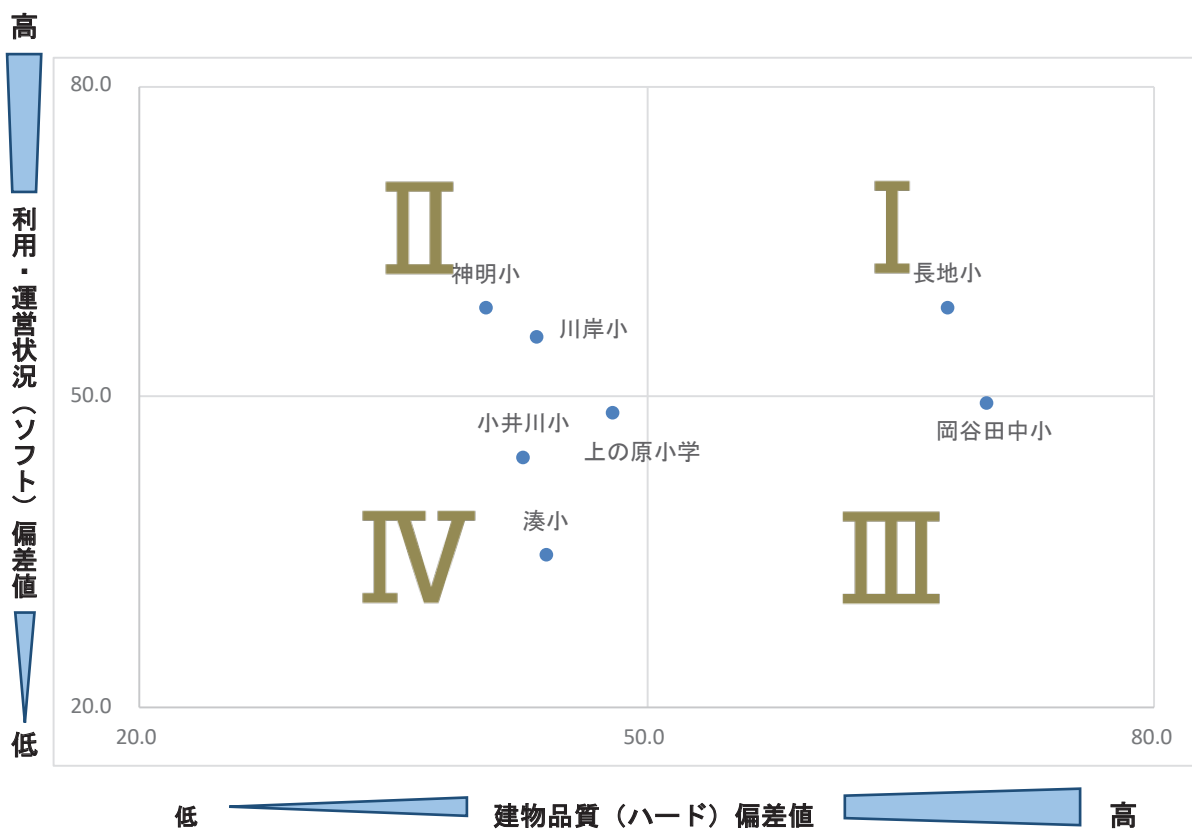 高
80.0
利用・運営状況（ソフト）偏差値
Ⅱ
Ⅰ
神明小
長地小
川岸小
50.0
小井川小
岡谷田中小
上の原小学
湊小
Ⅳ
Ⅲ
20.0
低
20.0
50.0
80.0
低
建物品質（ハード）偏差値
高